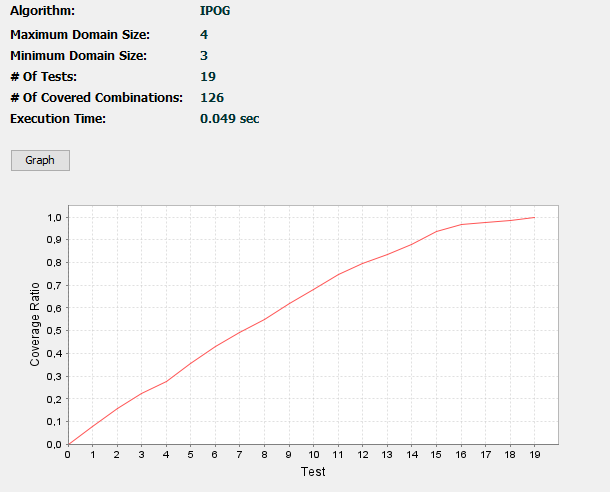 Algorithm: IPOG
Maximum Domain Size: 4
Minimum Domain Size: 3
# Of Tests: 19
# Of Covered Combinations: 126
Execution Time: 0.049 sec
Graph
1,0
0,9
0,8
0,7
0,6
0,5
0,4
0,3
0,2
0,1
0,0
Coverage Ratio
0 1 2 3 4 5 6 7 8 9 10 11 12 13 14 15 16 17 18 19
Test